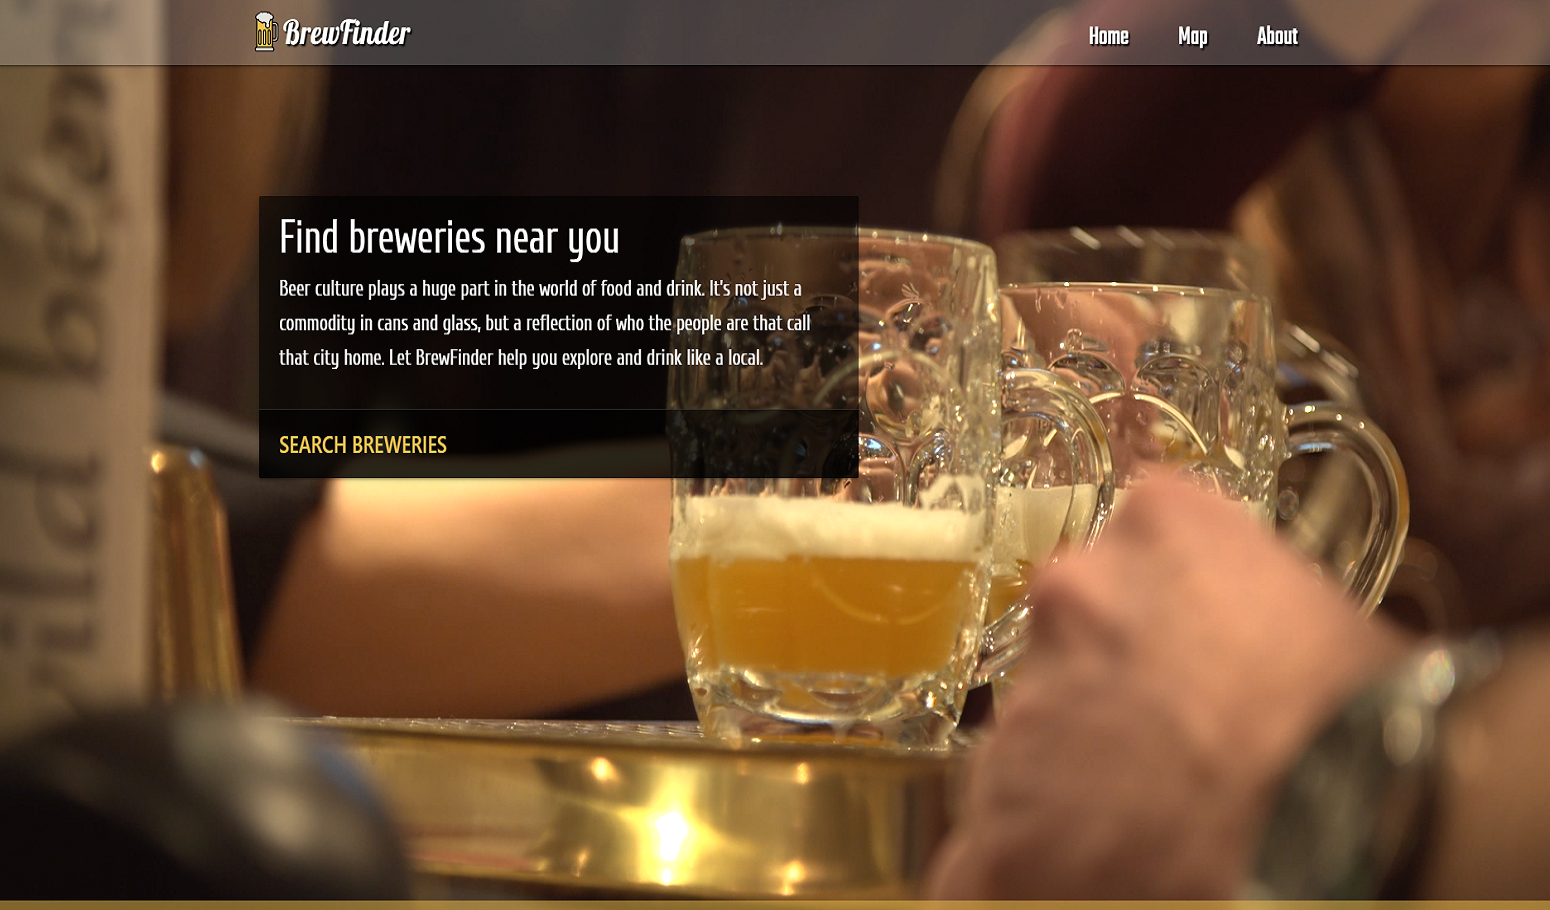 BrewFinder
Home Map About
Find breweries near you
Beer culture plays a huge part in the world of food and drink. It's not just a
commodity in cans and glass, but a reflection of who the people are that call
that city home. Let BrewFinder help you explore and drink like a local.
SEARCH BREWERIES